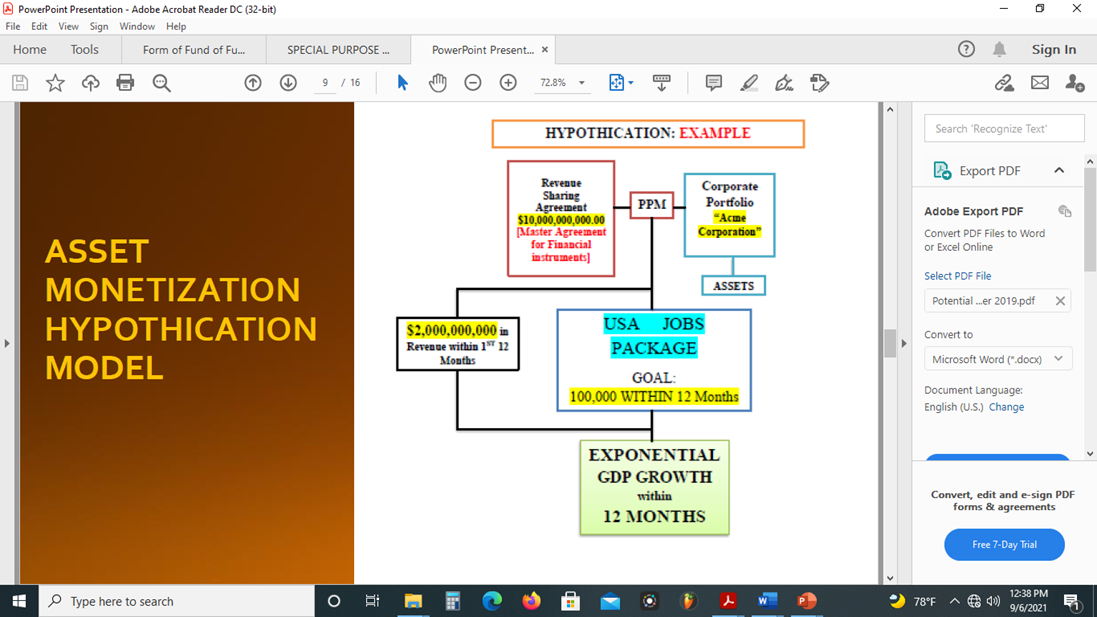 PowerPoint Presentation - Adobe Acrobat Reader DC (32-bit)
File Edit View Sign Window Help
Home Tools Form of Fund of Fu... SPECIAL PURPOSE ... PowerPoint Present... × Sign In
9 / 16 72.8%
ASSET
MONETIZATION
HYPOTHICATION
MODEL
HYPOTHICATION: EXAMPLE
Revenue
Sharing
Agreement
$10,000,000,000.00
[Master Agreement
for Financial
instruments]
PPM
Corporate
Portfolio
“Acme
Corporation”
ASSETS
$2,000,000,000 in
Revenue within 1ST 12
Months
USA JOBS
PACKAGE
GOAL:
100,000 WITHIN 12 Months
EXPONENTIAL
GDP GROWTH
within
12 MONTHS
Search 'Recognize Text'
Export PDF
Adobe Export PDF
Convert PDF Files to Word
or Excel Online
Select PDF File
Potential ...er 2019.pdf
Convert to
Microsoft Word (*.docx)
Document Language:
English (U.S.) Change
Convert, edit and e-sign PDF
forms & agreements
Free 7-Day Trial
Type here to search
78°F
12:38 PM
9/6/2021
1